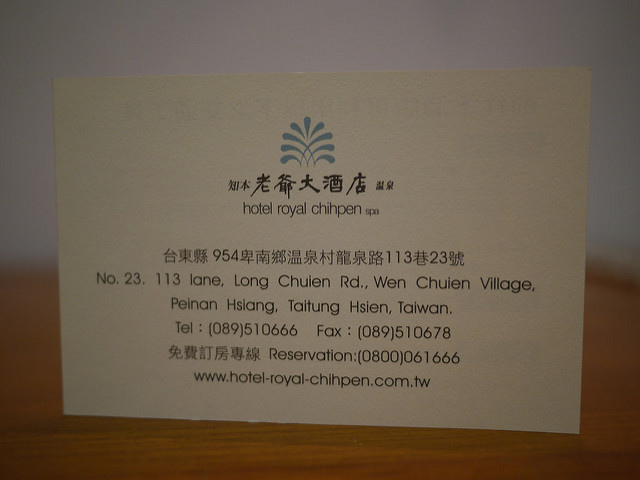 知本 老爺大酒店 溫泉
hotel royal chihpen spa
台東縣 954卑南鄉溫泉村龍泉路113巷23號
No. 23. 113 lane, Long Chuien Rd., Wen Chuien Village,
Peinan Hsiang, Taitung Hsien, Taiwan.
Tel：(089)510666 Fax：(089)510678
免費訂房專線 Reservation:(0800)061666
www.hotel-royal-chihpen.com.tw